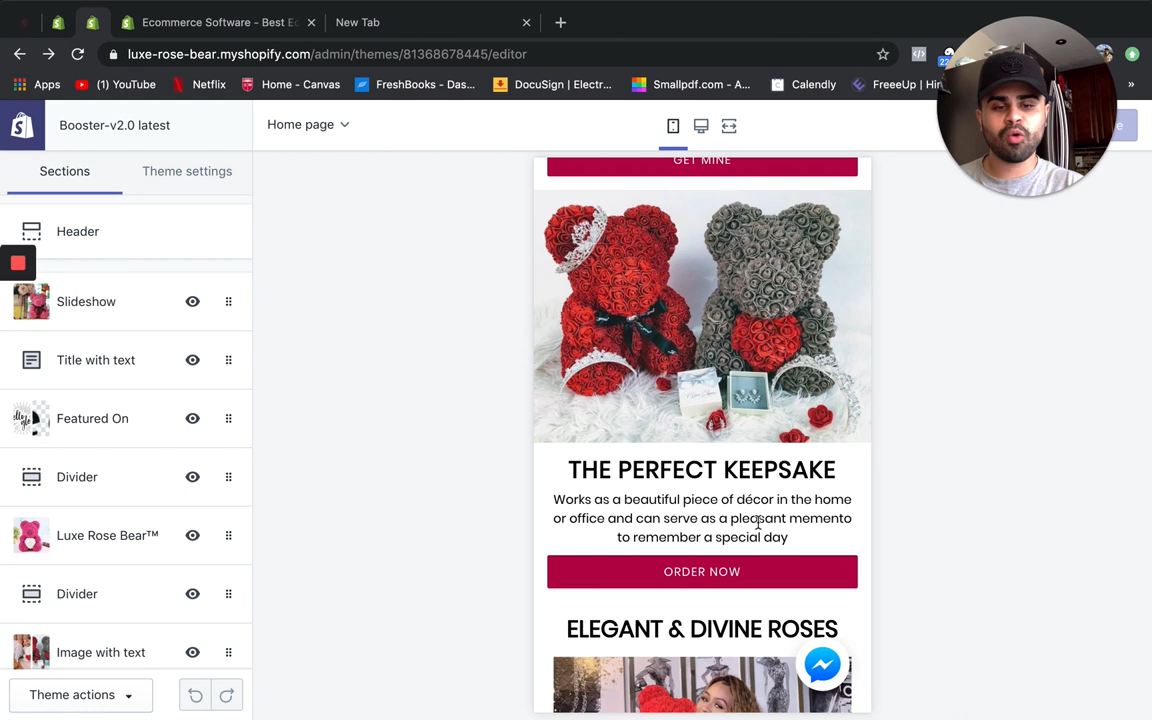 Ecommerce Software - Best Ec
New Tab
luxe-rose-bear.myshopify.com/admin/themes/81368678445/editor
Apps
(1) YouTube
Netflix
Home - Canvas
FreshBooks - Das...
DocuSign | Electr...
Smallpdf.com - A...
Calendly
FreeeUp | Hir
»
Booster-v2.0 latest
Home page
Sections
Theme settings
Header
Slideshow
Title with text
Featured On
Divider
Luxe Rose Bear™
Divider
Image with text
Theme actions
GET MINE
THE PERFECT KEEPSAKE
Works as a beautiful piece of décor in the home
or office and can serve as a pleasant memento
to remember a special day
ORDER NOW
ELEGANT & DIVINE ROSES